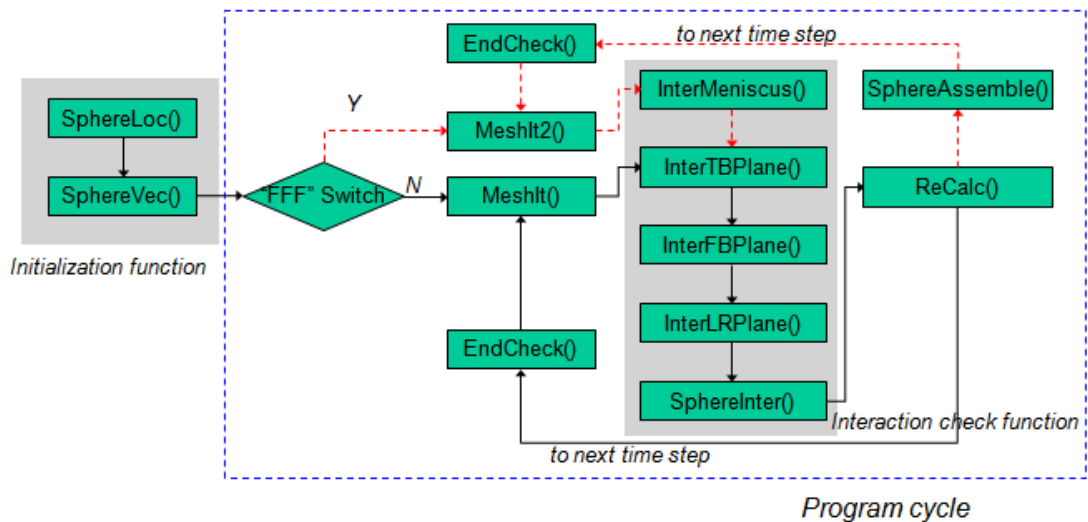 SphereLoc()
SphereVec()
Initialization function
"FFF" Switch
Y
N
EndCheck()
MeshIt2()
MeshIt()
EndCheck()
to next time step
InterMeniscus()
InterTBPlane()
InterFBPlane()
InterLRPlane()
SphereInter()
Interaction check function
SphereAssemble()
ReCalc()
to next time step
Program cycle